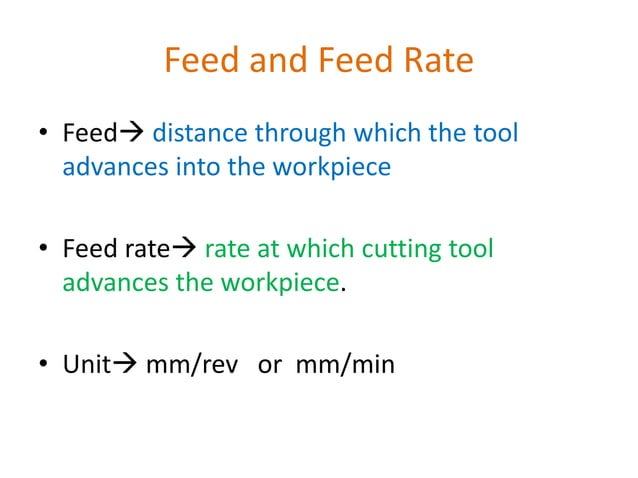 Feed and Feed Rate
• Feed→ distance through which the tool
advances into the workpiece
• Feed rate→ rate at which cutting tool
advances the workpiece.
• Unit→ mm/rev or mm/min